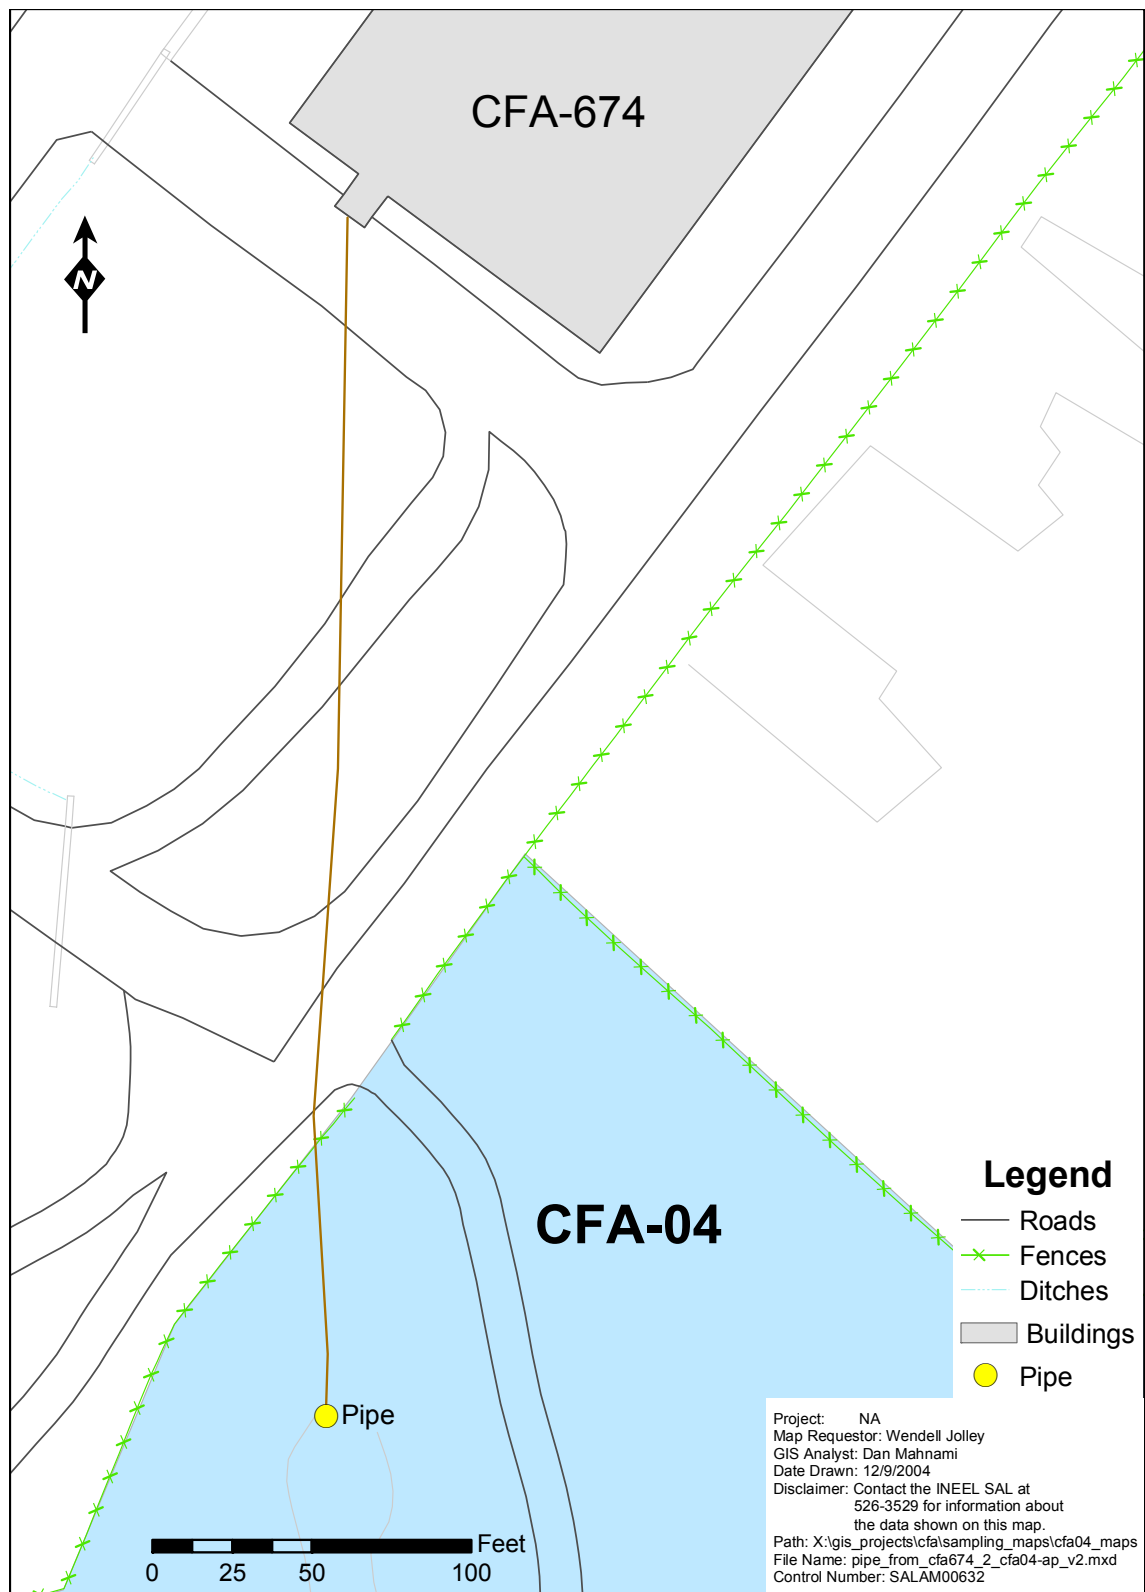 CFA-674
N
CFA-04
Legend
Roads
Fences
Ditches
Buildings
Pipe
Pipe
Feet
0 25 50 100
Project: NA
Map Requestor: Wendell Jolley
GIS Analyst: Dan Mahnami
Date Drawn: 12/9/2004
Disclaimer: Contact the INEEL SAL at
526-3529 for information about
the data shown on this map.
Path: X:\gis_projects\cfa\sampling_maps\cfa04_maps
File Name: pipe_from_cfa674_2_cfa04-ap_v2.mxd
Control Number: SALAM00632